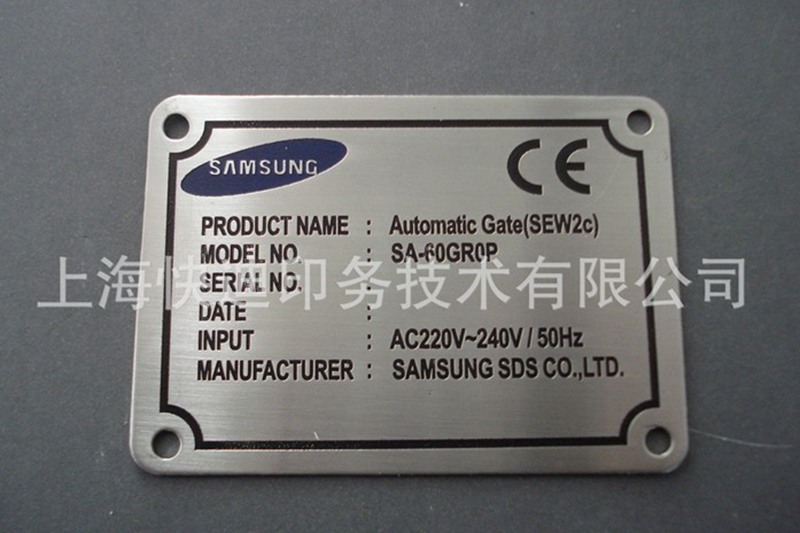 SAMSUNG
CE
PRODUCT NAME : Automatic Gate(SEW2c)
MODEL NO. : SA-60GR0P
SERIAL NO. :
上海快速印务技术有限公司
DATE :
INPUT : AC220V~240V / 50Hz
MANUFACTURER : SAMSUNG SDS CO.,LTD.